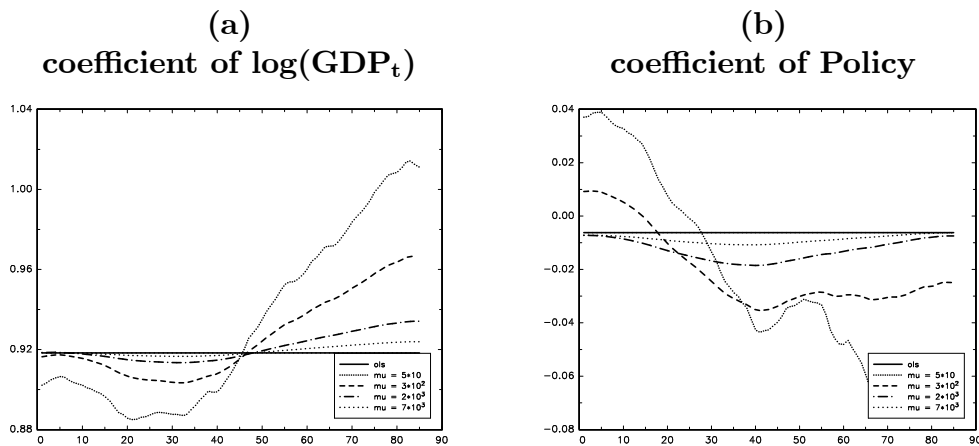 (a)
coefficient of log(GDPₜ)
1.04
1.00
0.96
0.92
0.88
0 10 20 30 40 50 60 70 80 90
ols
mu = 5*10
mu = 3*10²
mu = 2*10³
mu = 7*10³
(b)
coefficient of Policy
0.04
0.02
0.00
−0.02
−0.04
−0.06
−0.08
0 10 20 30 40 50 60 70 80 90
ols
mu = 5*10
mu = 3*10²
mu = 2*10³
mu = 7*10³